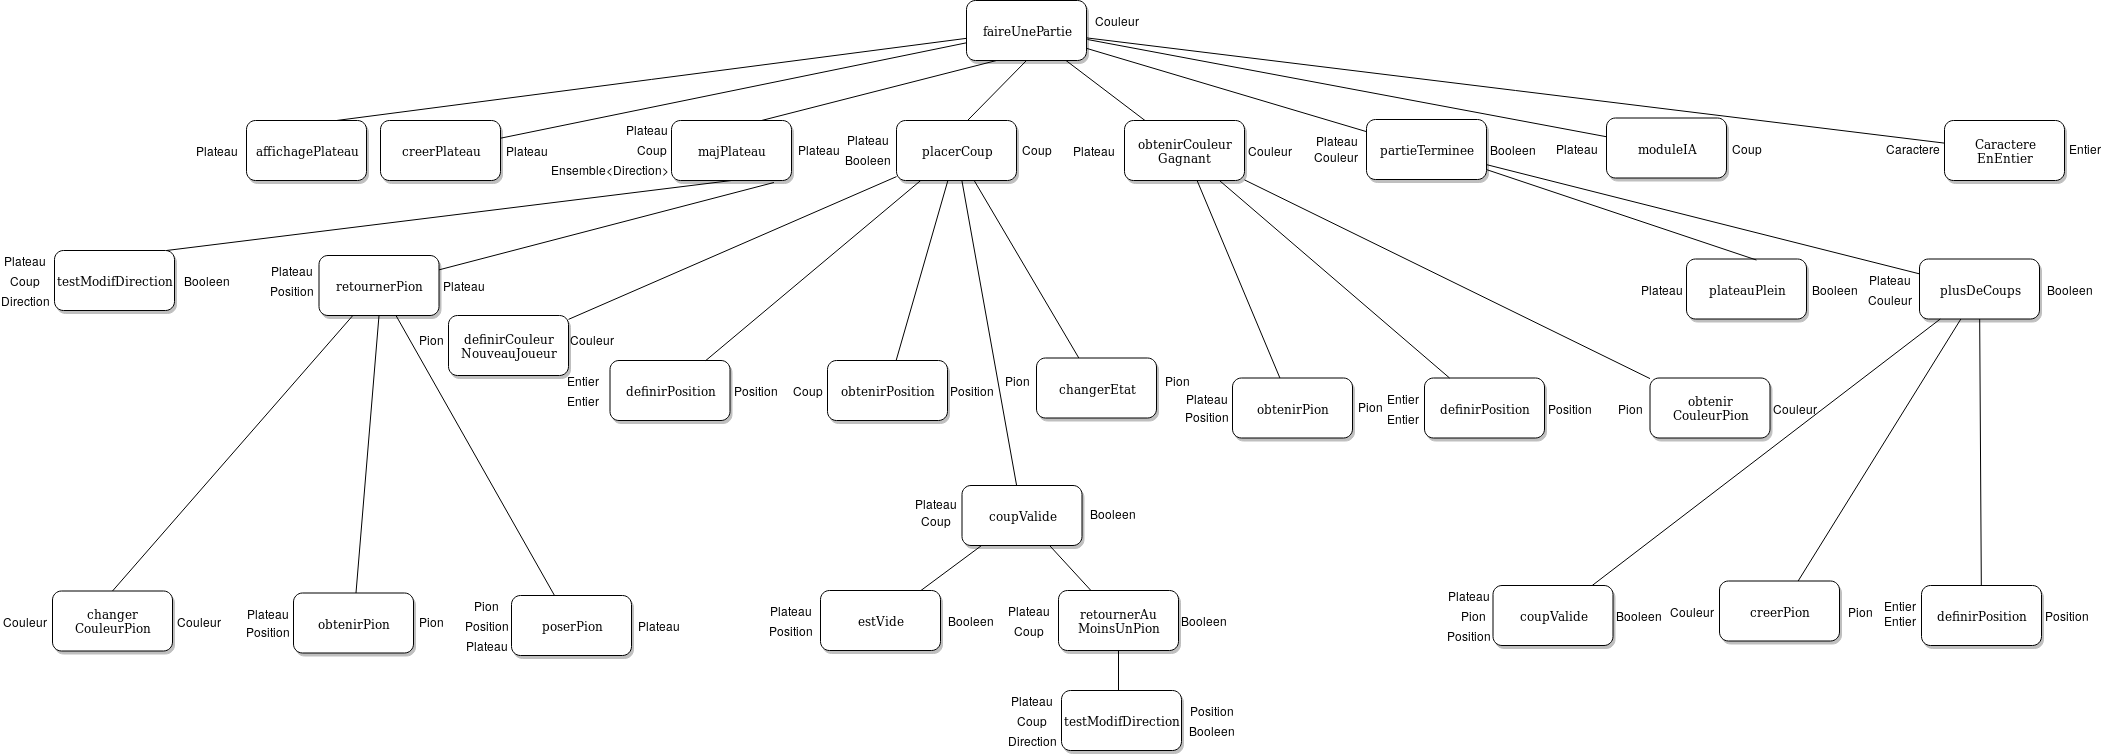 faireUnePartie
Couleur
Plateau
affichagePlateau
creerPlateau
Plateau
Plateau
Coup
Ensemble<Direction>
majPlateau
Plateau
Plateau
Booleen
placerCoup
Coup
Plateau
obtenirCouleur
Gagnant
Couleur
Plateau
Couleur
partieTerminee
Booleen
Plateau
moduleIA
Coup
Caractere
Caractere
EnEntier
Entier
Plateau
Coup
Direction
testModifDirection
Booleen
Plateau
Position
retournerPion
Plateau
Pion
definirCouleur
NouveauJoueur
Couleur
Entier
Entier
definirPosition
Position
Coup
obtenirPosition
Position
Pion
changerEtat
Pion
Plateau
Position
obtenirPion
Pion
Entier
Entier
definirPosition
Position
Pion
obtenir
CouleurPion
Couleur
Plateau
plateauPlein
Booleen
Plateau
Couleur
plusDeCoups
Booleen
Plateau
Coup
coupValide
Booleen
Couleur
changer
CouleurPion
Couleur
Plateau
Position
obtenirPion
Pion
Pion
Position
Plateau
poserPion
Plateau
Plateau
Position
estVide
Booleen
Plateau
Coup
retournerAu
MoinsUnPion
Booleen
Plateau
Pion
Position
coupValide
Booleen
Couleur
creerPion
Pion
Entier
Entier
definirPosition
Position
Plateau
Coup
Direction
testModifDirection
Position
Booleen